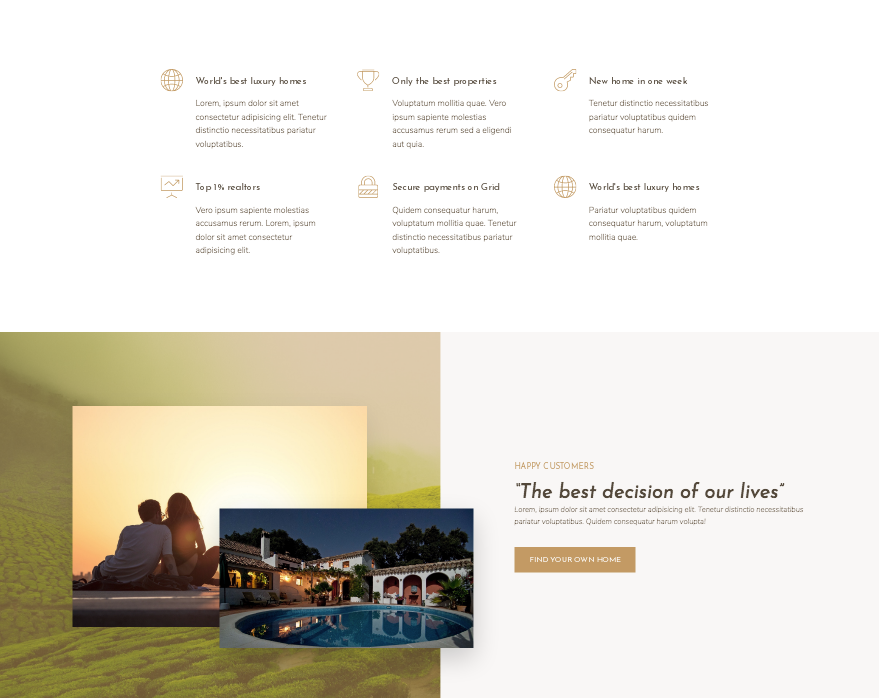 World's best luxury homes
Lorem, ipsum dolor sit amet
consectetur adipisicing elit. Tenetur
distinctio necessitatibus pariatur
voluptatibus.
Only the best properties
Voluptatum mollitia quae. Vero
ipsum sapiente molestias
accusamus rerum sed a eligendi
aut quia.
New home in one week
Tenetur distinctio necessitatibus
pariatur voluptatibus quidem
consequatur harum.
Top 1% realtors
Vero ipsum sapiente molestias
accusamus rerum. Lorem, ipsum
dolor sit amet consectetur
adipisicing elit.
Secure payments on Grid
Quidem consequatur harum,
voluptatum mollitia quae. Tenetur
distinctio necessitatibus pariatur
voluptatibus.
World's best luxury homes
Pariatur voluptatibus quidem
consequatur harum, voluptatum
mollitia quae.
HAPPY CUSTOMERS
"The best decision of our lives"
Lorem, ipsum dolor sit amet consectetur adipisicing elit. Tenetur distinctio necessitatibus
pariatur voluptatibus. Quidem consequatur harum volupta!
FIND YOUR OWN HOME